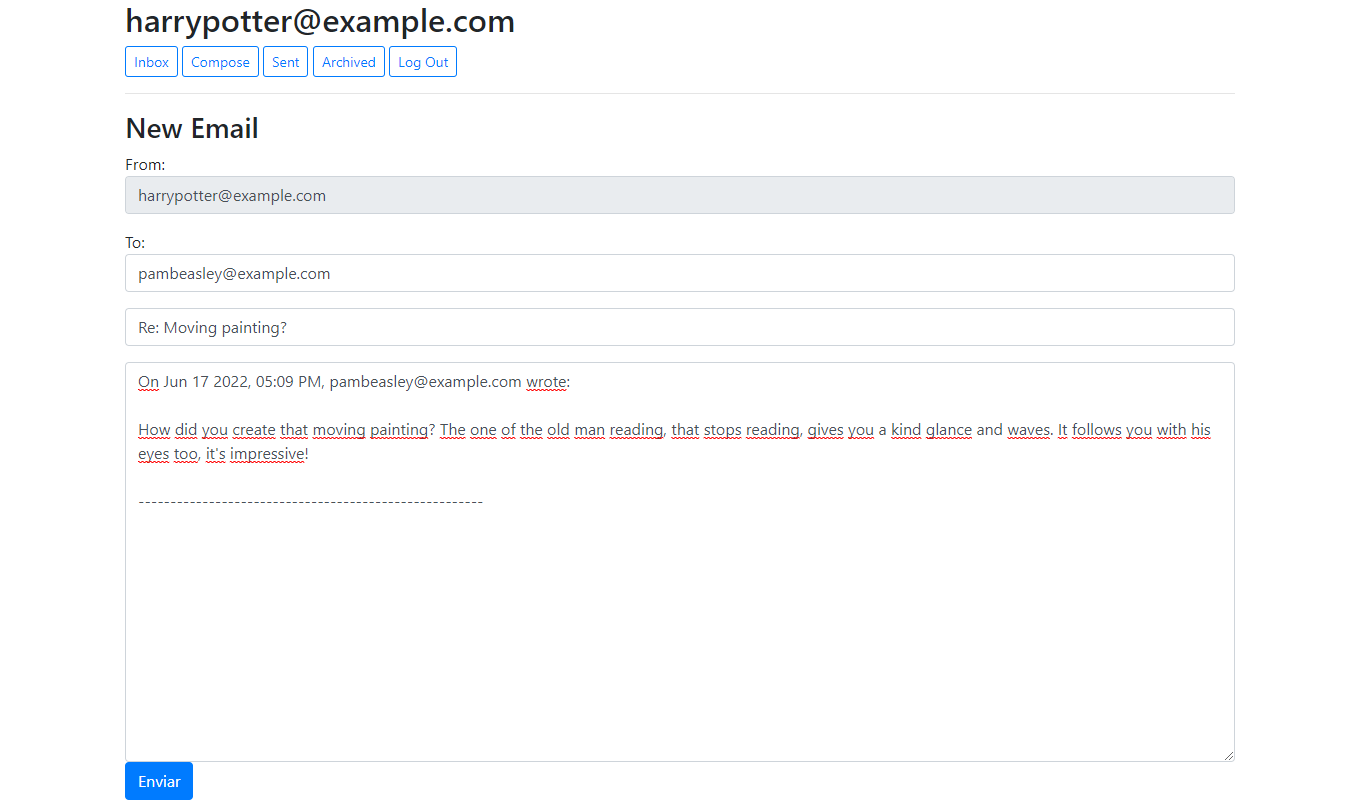 harrypotter@example.com
Inbox Compose Sent Archived Log Out
New Email
From:
harrypotter@example.com
To:
pambeasley@example.com
Re: Moving painting?
On Jun 17 2022, 05:09 PM, pambeasley@example.com wrote:
How did you create that moving painting? The one of the old man reading, that stops reading, gives you a kind glance and waves. It follows you with his
eyes too, it's impressive!
------------------------------------------------------
Enviar